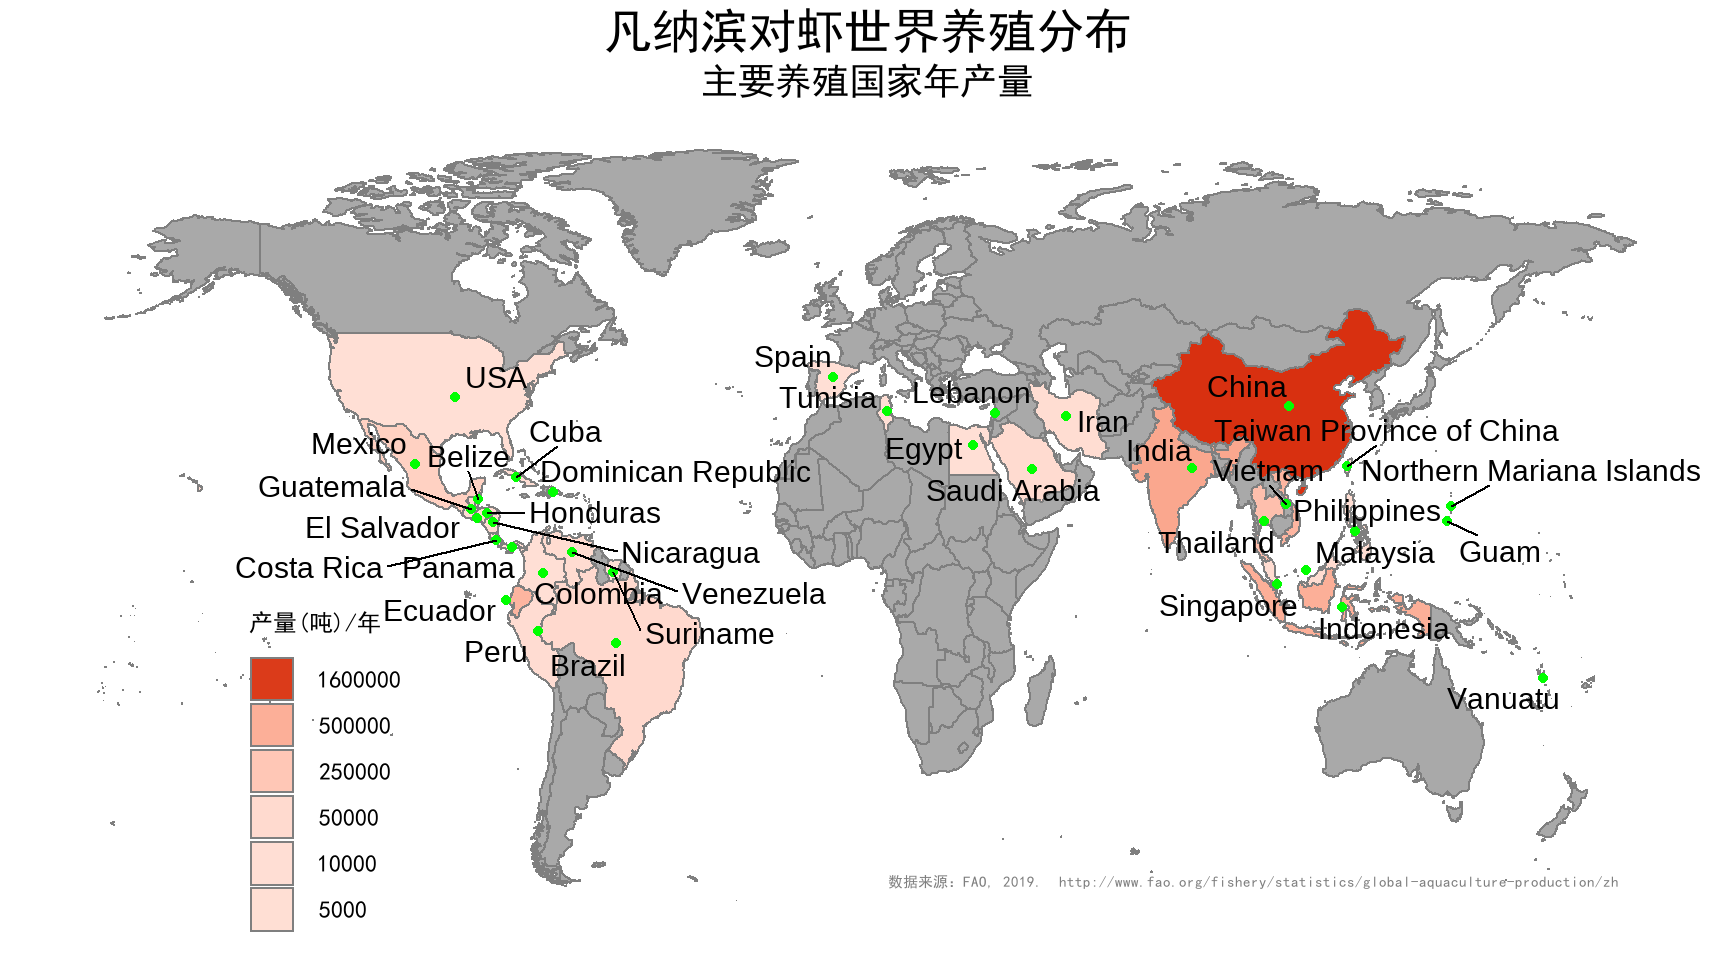 凡纳滨对虾世界养殖分布
主要养殖国家年产量
Spain
USA
Lebanon
China
Tunisia
Iran
Cuba
Taiwan Province of China
Mexico
Belize
Egypt
India
Dominican Republic
Vietnam
Northern Mariana Islands
Guatemala
Saudi Arabia
Honduras
Philippines
El Salvador
Nicaragua
Thailand
Malaysia
Guam
Costa Rica
Panama
Colombia
Venezuela
Ecuador
Singapore
Suriname
Indonesia
Peru
Brazil
Vanuatu
产量(吨)/年
1600000
500000
250000
50000
10000
5000
数据来源：FAO, 2019. http://www.fao.org/fishery/statistics/global-aquaculture-production/zh